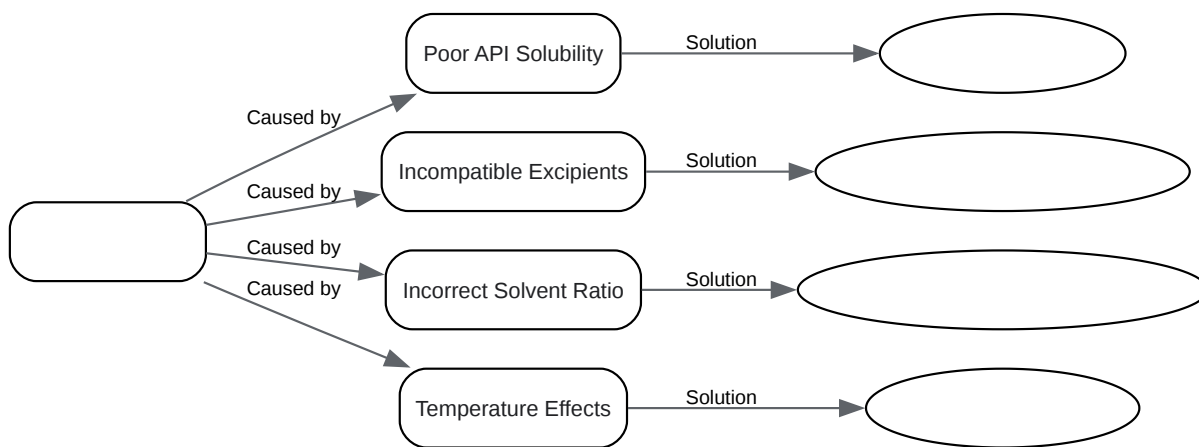 Poor API Solubility
Solution
Caused by
Incompatible Excipients
Solution
Caused by
Incorrect Solvent Ratio
Solution
Caused by
Caused by
Temperature Effects
Solution